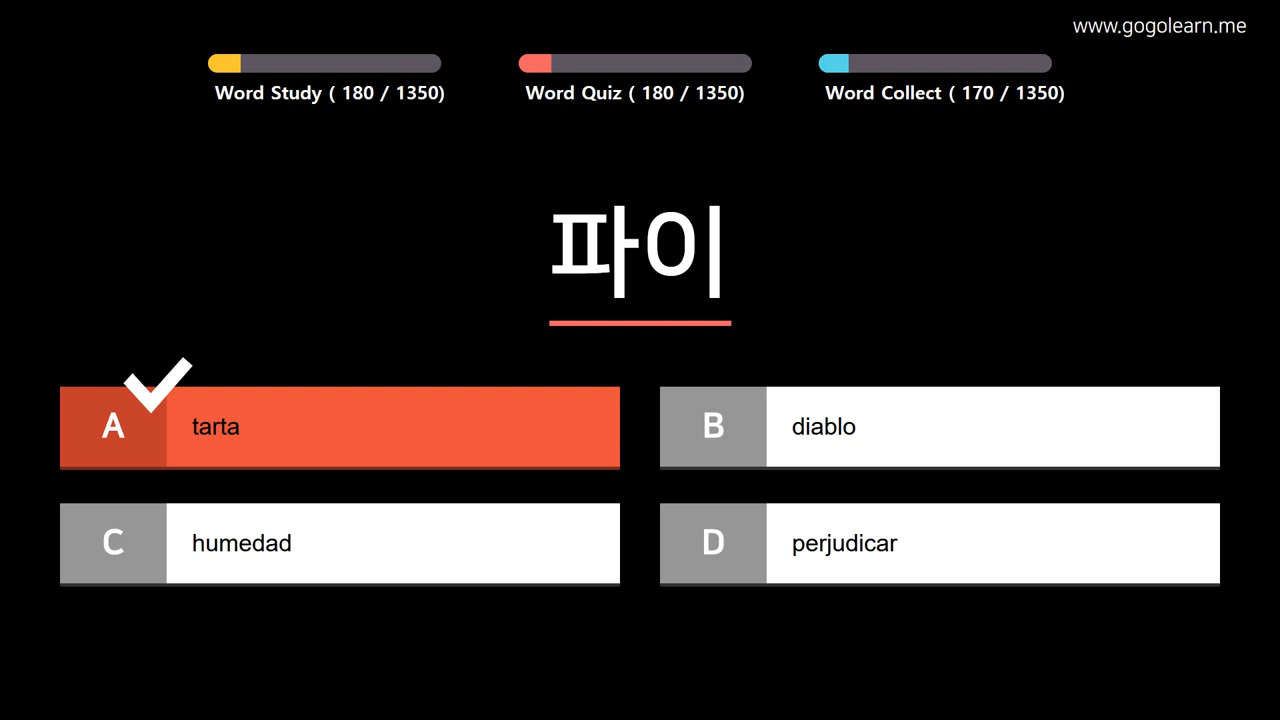 www.gogolearn.me
Word Study ( 180 / 1350)
Word Quiz ( 180 / 1350)
Word Collect ( 170 / 1350)
파이
A tarta
B diablo
C humedad
D perjudicar